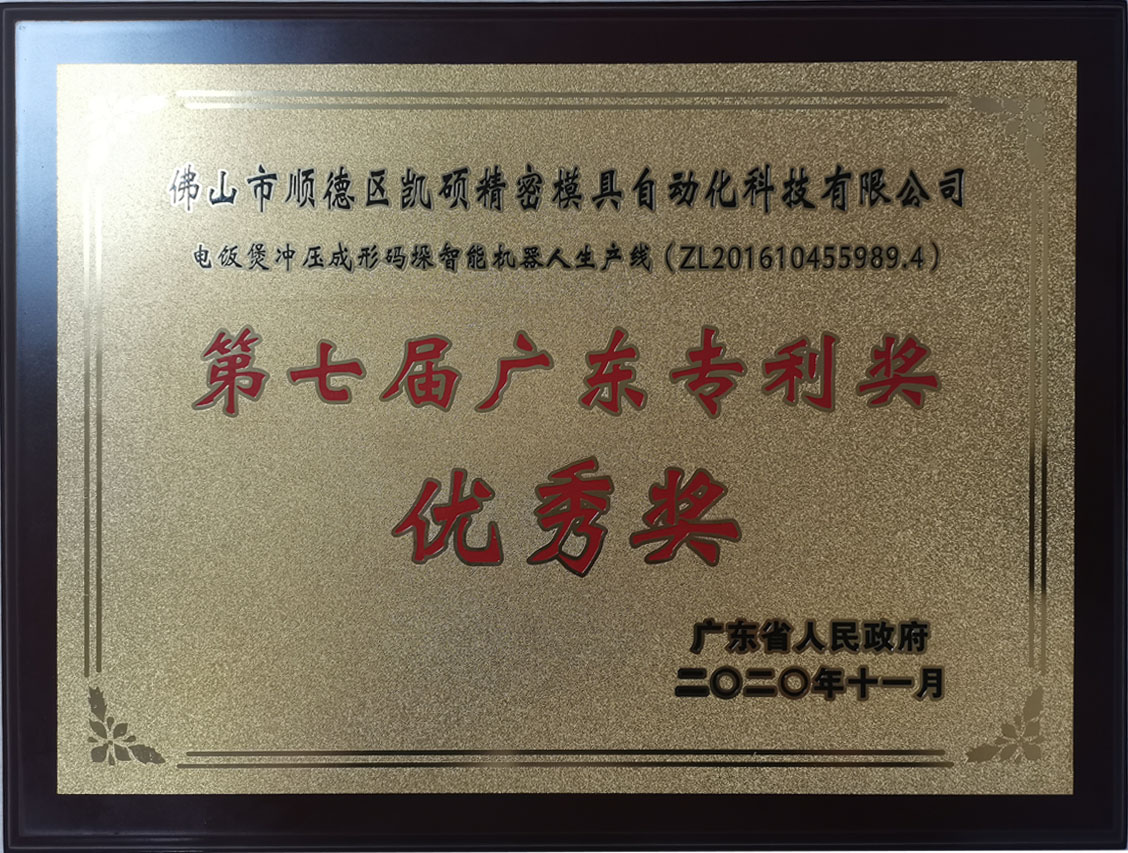 佛山市顺德区凯硕精密模具自动化科技有限公司
电饭煲冲压成形码垛智能机器人生产线（ZL201610455989.4）
第七届广东专利奖
优秀奖
广东省人民政府
二〇二〇年十一月